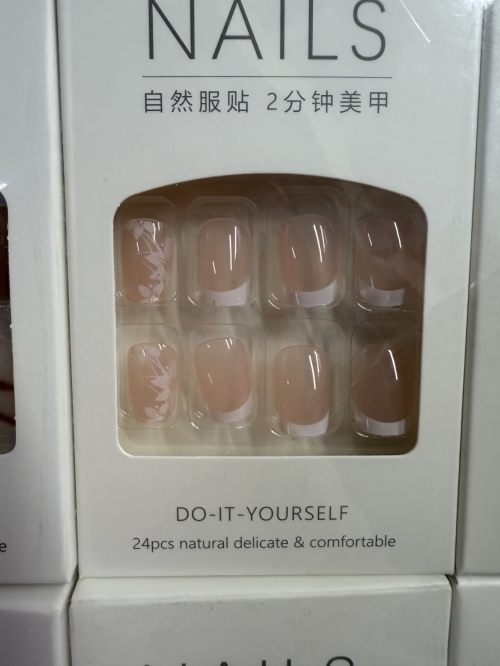 NAILS
自然服贴 2分钟美甲
DO-IT-YOURSELF
24pcs natural delicate & comfortable